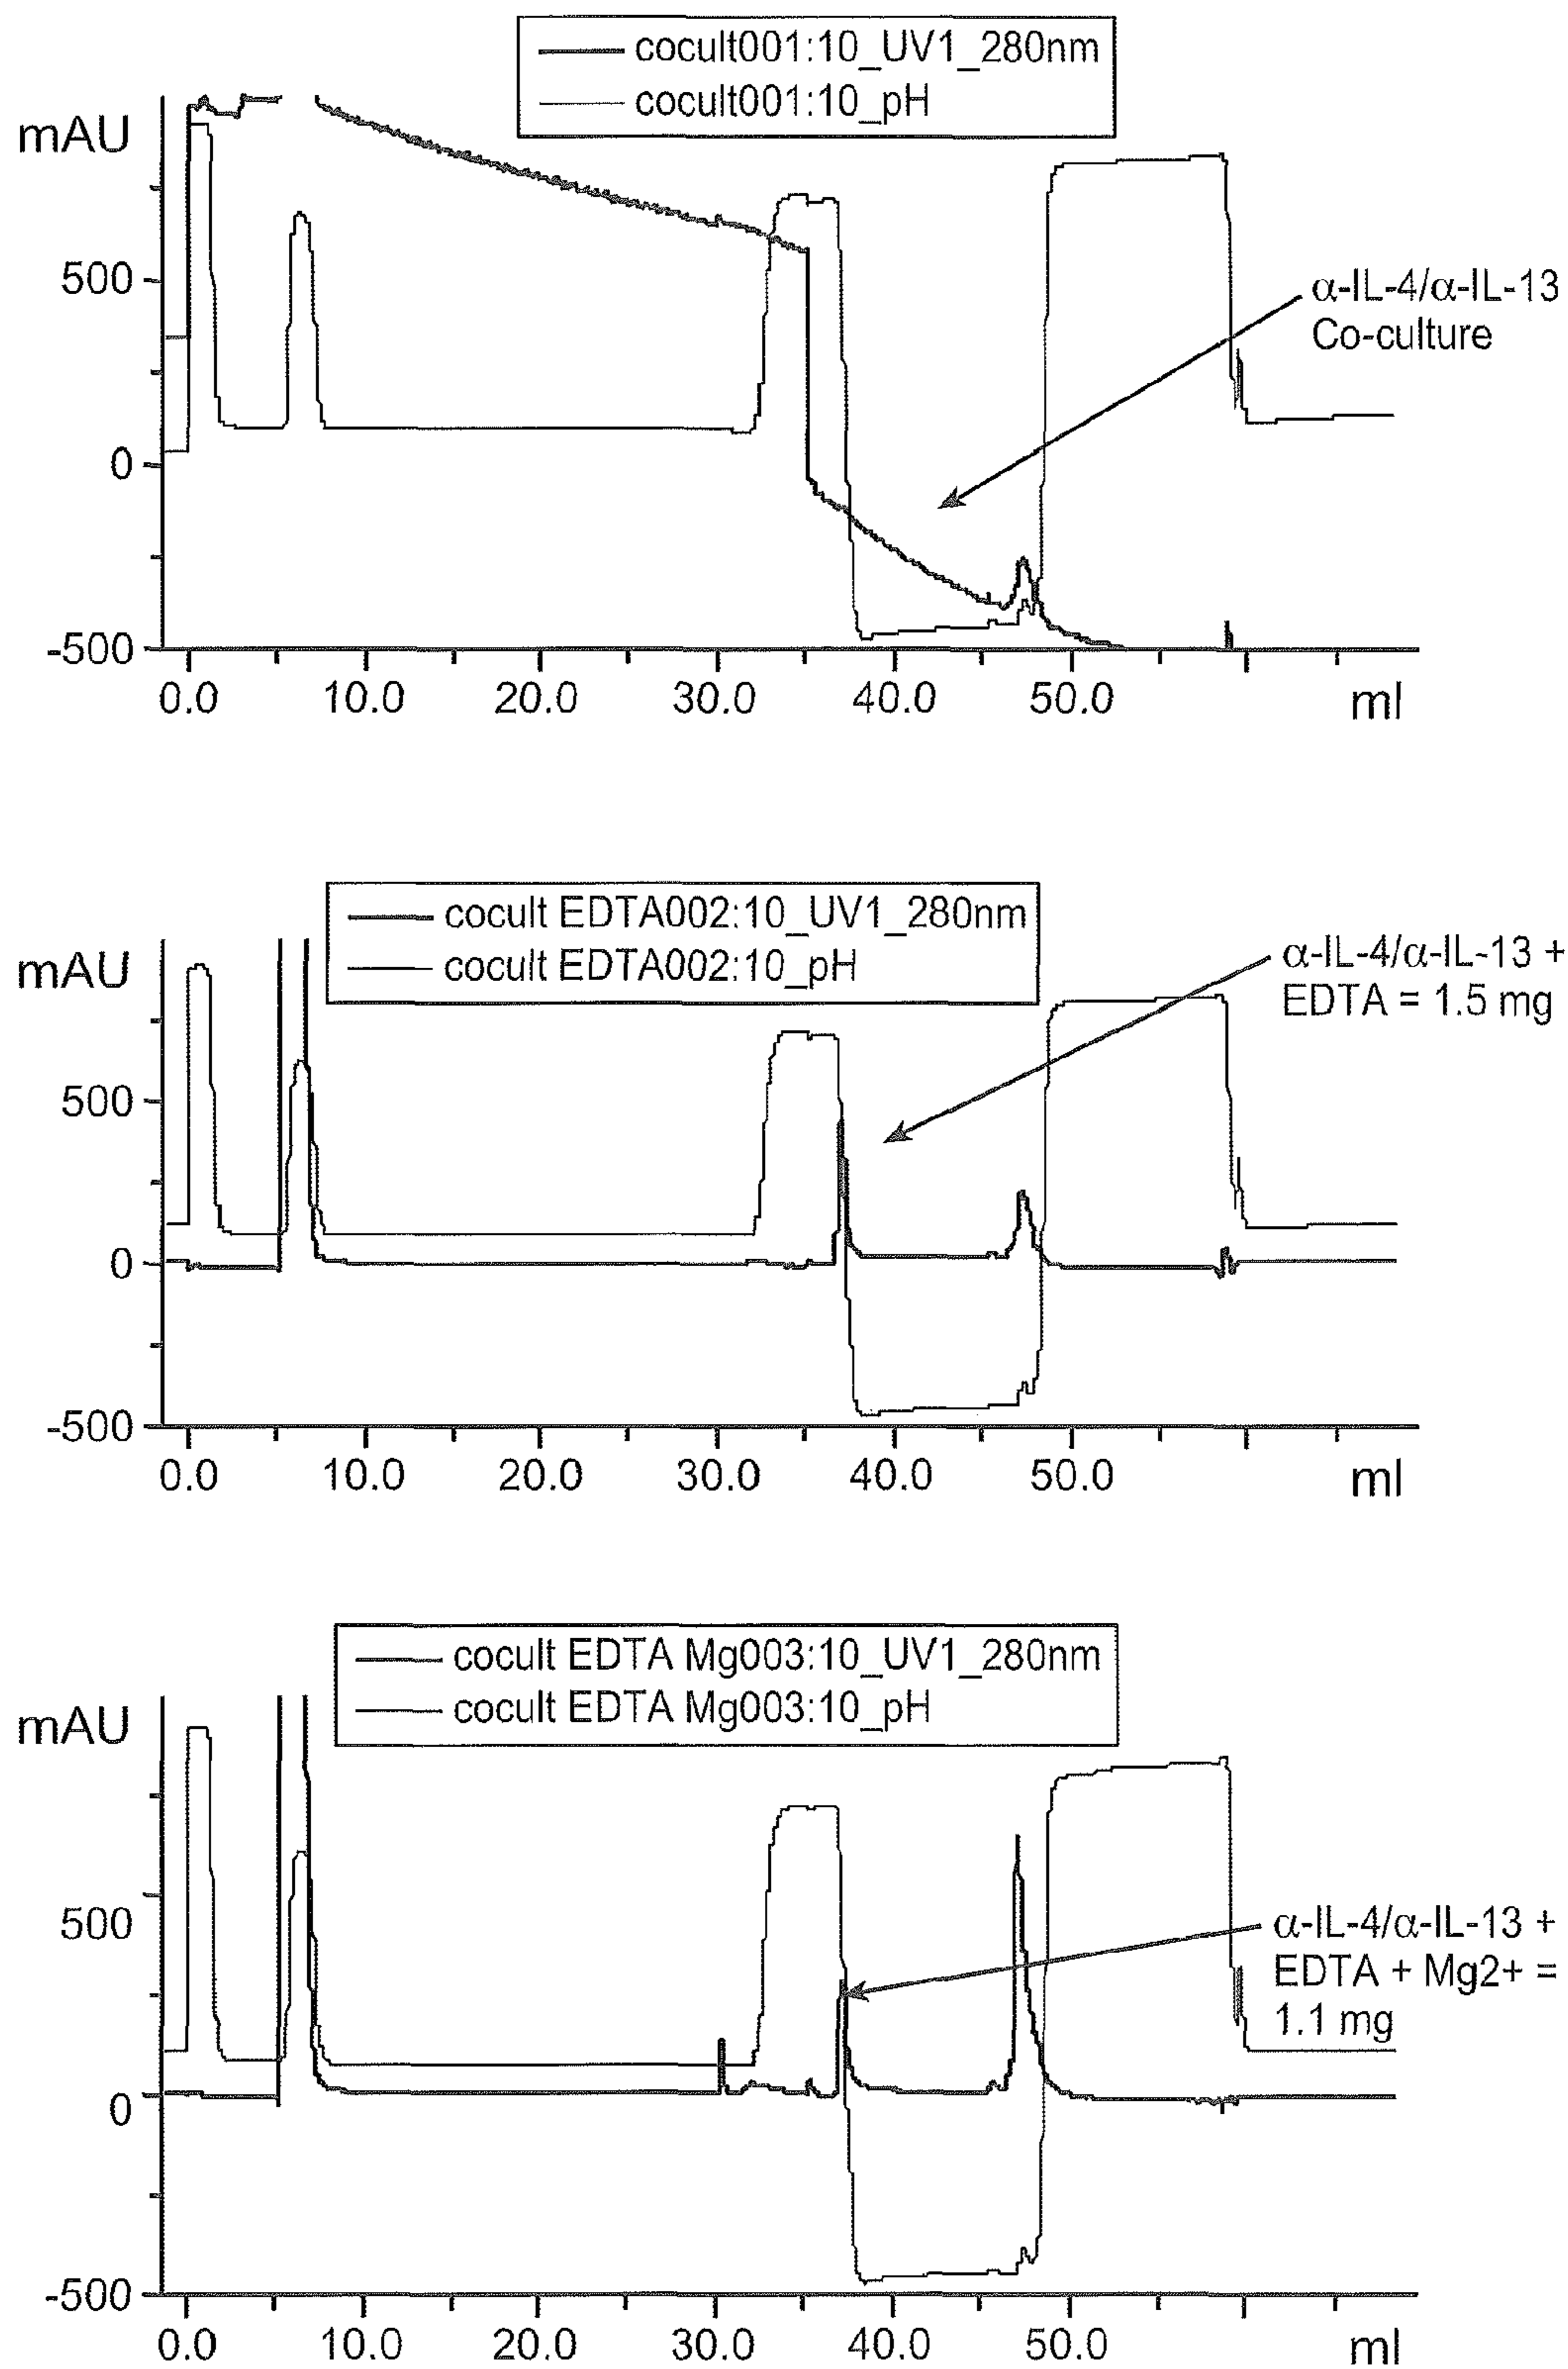 cocult001:10_UV1_280nm
cocult001:10_pH
mAU
500
0
-500
0.0 10.0 20.0 30.0 40.0 50.0 ml
α-IL-4/α-IL-13
Co-culture
cocult EDTA002:10_UV1_280nm
cocult EDTA002:10_pH
mAU
500
0
-500
0.0 10.0 20.0 30.0 40.0 50.0 ml
α-IL-4/α-IL-13 +
EDTA = 1.5 mg
cocult EDTA Mg003:10_UV1_280nm
cocult EDTA Mg003:10_pH
mAU
500
0
-500
0.0 10.0 20.0 30.0 40.0 50.0 ml
α-IL-4/α-IL-13 +
EDTA + Mg2+ =
1.1 mg